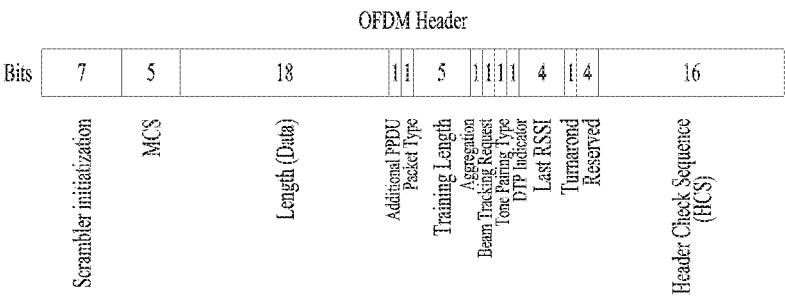 OFDM Header
Bits 7 5 18 1 1 5 1 1 1 1 4 1 4 16
Scrambler initiatization
MCS
Length (Data)
Additional PPDU
Packet Type
Training Length
Aggregation
Beam Tracking Request
Tone Pairing Type
DTP Indicator
Last RSSI
Turnarond
Reserved
Header Check Sequence
(HCS)